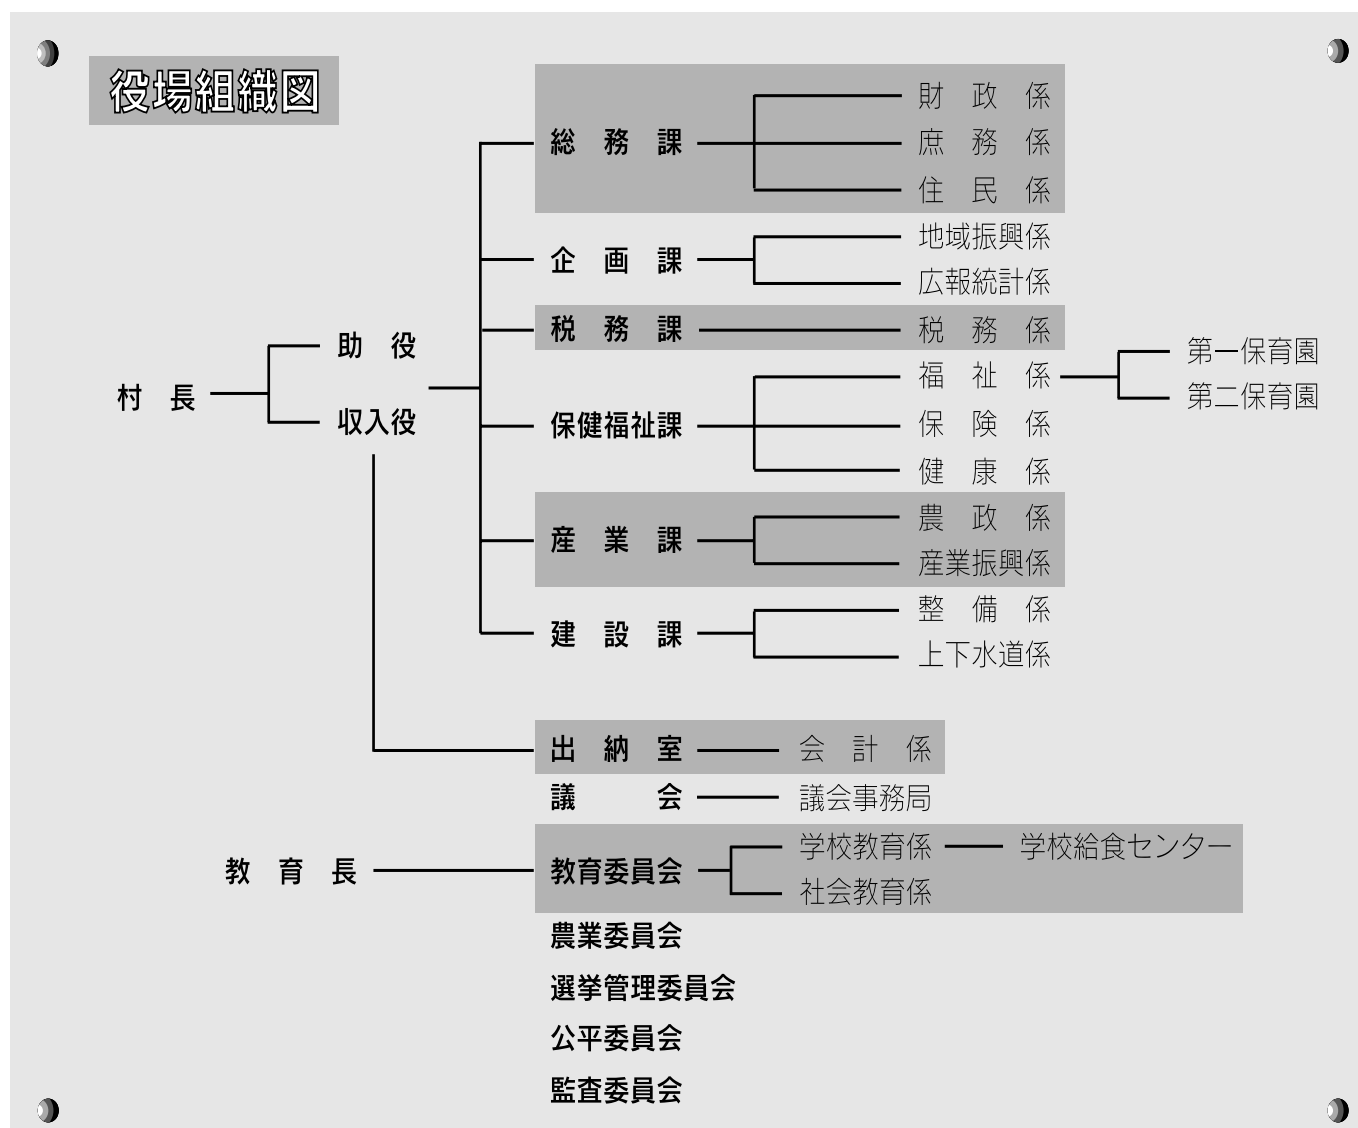 役場組織図
村　長
助　役
収入役
総　務　課
財　政　係
庶　務　係
住　民　係
企　画　課
地域振興係
広報統計係
税　務　課
税　務　係
保健福祉課
福　祉　係
第一保育園
第二保育園
保　険　係
健　康　係
産　業　課
農　政　係
産業振興係
建　設　課
整　備　係
上下水道係
出　納　室
会　計　係
議　　　会
議会事務局
教　育　長
教育委員会
学校教育係
学校給食センター
社会教育係
農業委員会
選挙管理委員会
公平委員会
監査委員会